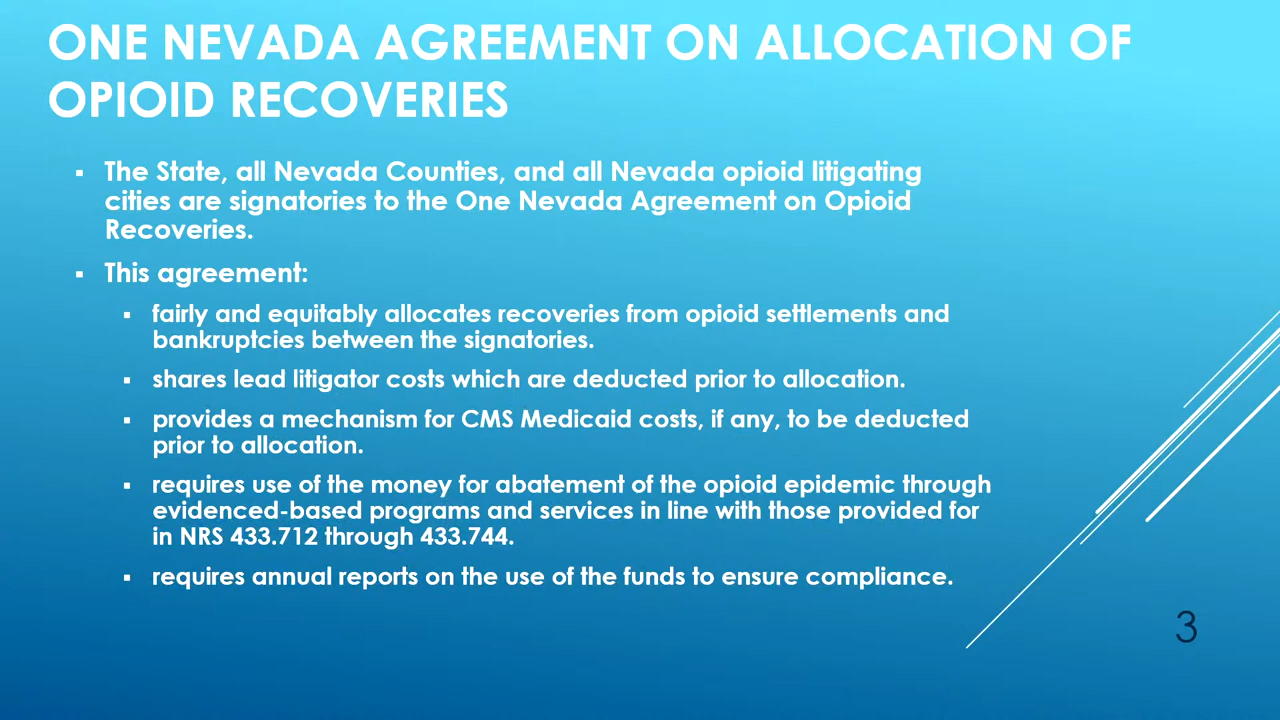 ONE NEVADA AGREEMENT ON ALLOCATION OF
OPIOID RECOVERIES
▪ The State, all Nevada Counties, and all Nevada opioid litigating
cities are signatories to the One Nevada Agreement on Opioid
Recoveries.
▪ This agreement:
▪ fairly and equitably allocates recoveries from opioid settlements and
bankruptcies between the signatories.
▪ shares lead litigator costs which are deducted prior to allocation.
▪ provides a mechanism for CMS Medicaid costs, if any, to be deducted
prior to allocation.
▪ requires use of the money for abatement of the opioid epidemic through
evidenced-based programs and services in line with those provided for
in NRS 433.712 through 433.744.
▪ requires annual reports on the use of the funds to ensure compliance.
3